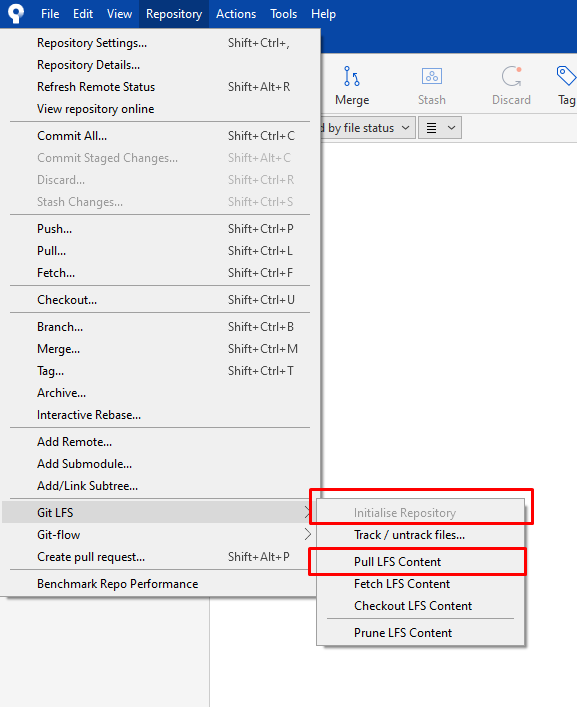 File Edit View Repository Actions Tools Help
Repository Settings... Shift+Ctrl+,
Repository Details...
Refresh Remote Status Shift+Alt+R
View repository online
Merge Stash Discard Tag
d by file status
Commit All... Shift+Ctrl+C
Commit Staged Changes... Shift+Alt+C
Discard... Shift+Ctrl+R
Stash Changes... Shift+Ctrl+S
Push... Shift+Ctrl+P
Pull... Shift+Ctrl+L
Fetch... Shift+Ctrl+F
Checkout... Shift+Ctrl+U
Branch... Shift+Ctrl+B
Merge... Shift+Ctrl+M
Tag... Shift+Ctrl+T
Archive...
Interactive Rebase...
Add Remote...
Add Submodule...
Add/Link Subtree...
Git LFS
Git-flow
Create pull request... Shift+Alt+P
Benchmark Repo Performance
Initialise Repository
Track / untrack files...
Pull LFS Content
Fetch LFS Content
Checkout LFS Content
Prune LFS Content